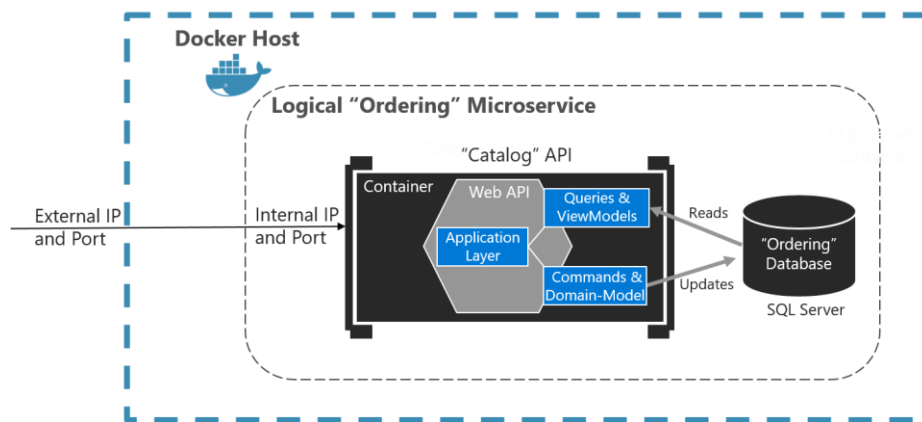 Docker Host
Logical “Ordering” Microservice
“Catalog” API
Container
Web API
Queries &
ViewModels
External IP
and Port
Internal IP
and Port
Application
Layer
Reads
“Ordering”
Database
Commands &
Domain-Model
Updates
SQL Server